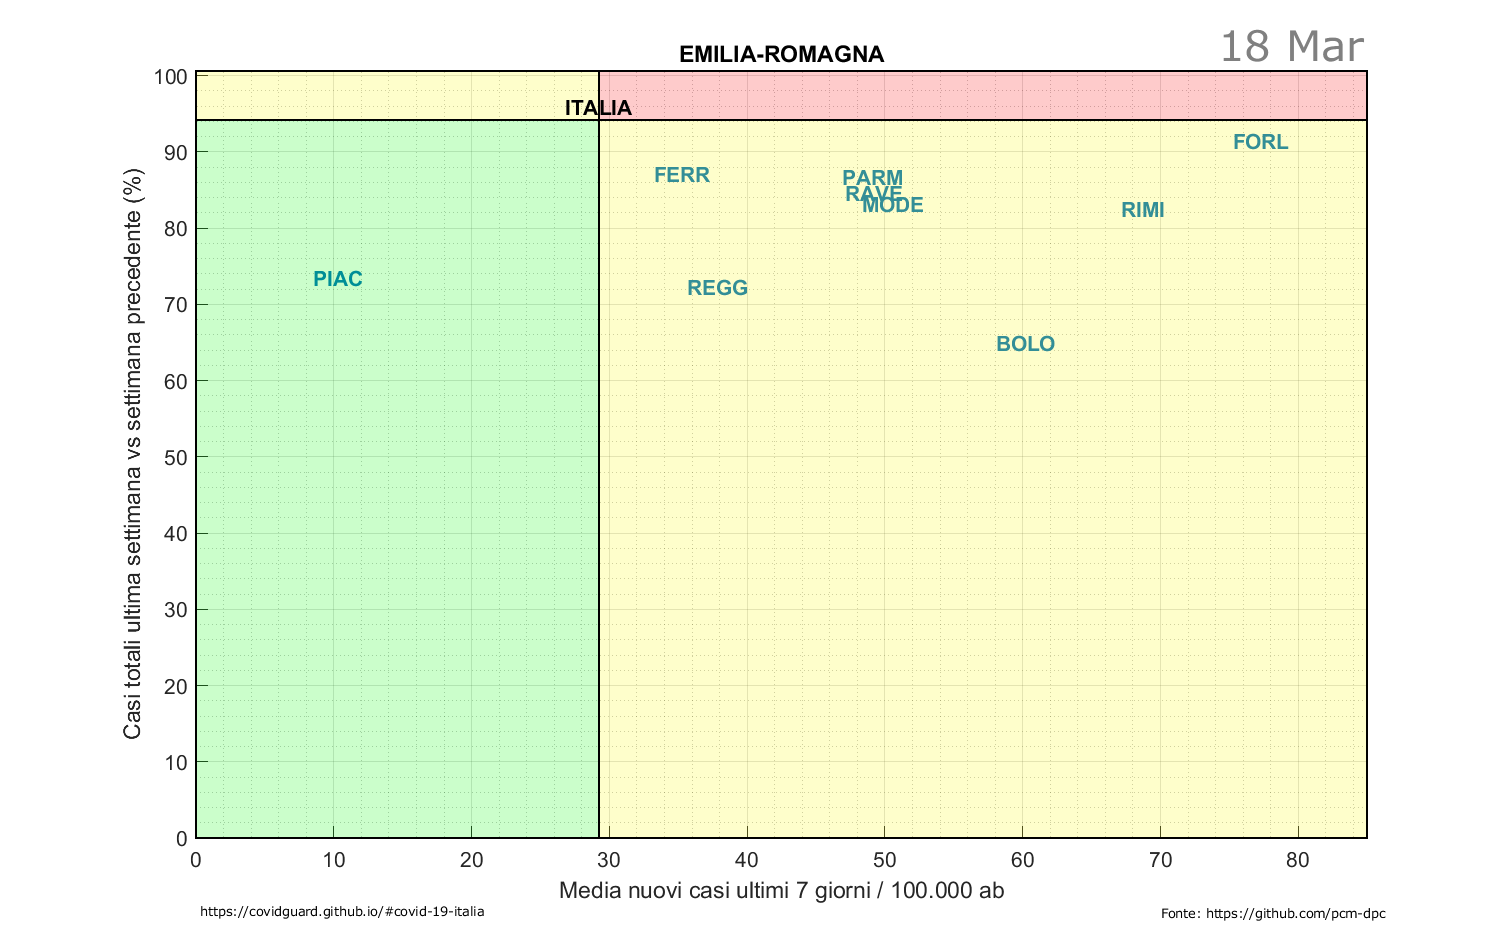 18 Mar
EMILIA-ROMAGNA
100
ITALIA
90
FORL
FERR
PARM
RAVE
MODE
RIMI
80
PIAC
REGG
70
BOLO
60
50
40
30
20
10
0
Casi totali ultima settimana vs settimana precedente (%)
0 10 20 30 40 50 60 70 80
Media nuovi casi ultimi 7 giorni / 100.000 ab
https://covidguard.github.io/#covid-19-italia
Fonte: https://github.com/pcm-dpc